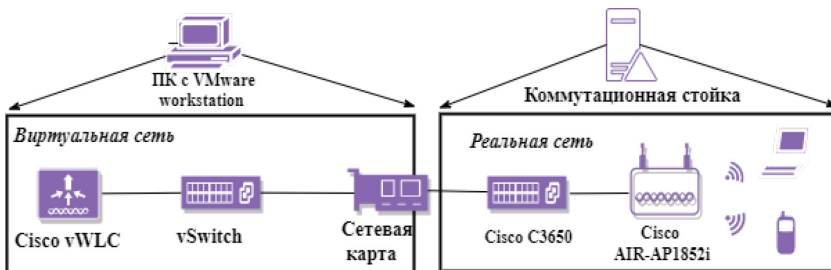 ПК с VMware
workstation
Коммутационная стойка
Виртуальная сеть
Реальная сеть
Cisco vWLC
vSwitch
Сетевая
карта
Cisco C3650
Cisco
AIR-AP1852i